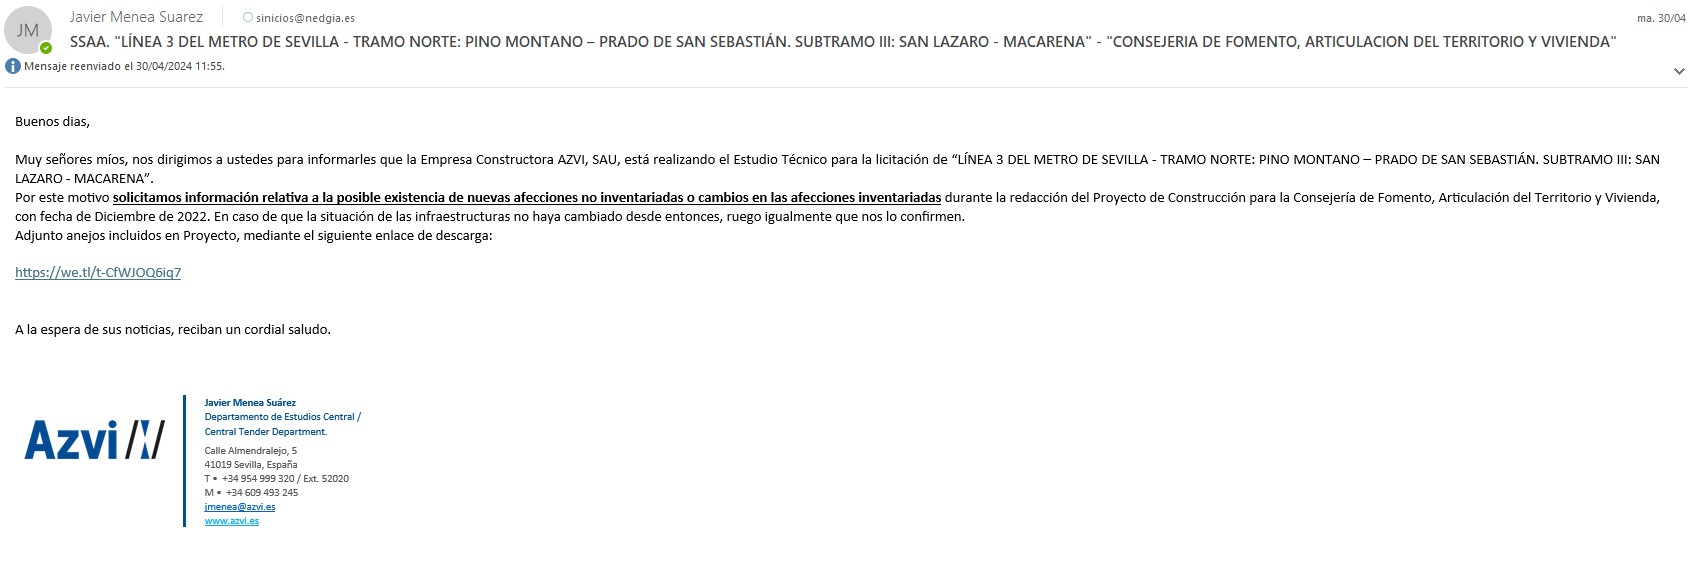 JM
Javier Menea Suarez
sinicios@nedgia.es
ma. 30/04
SSAA. "LÍNEA 3 DEL METRO DE SEVILLA - TRAMO NORTE: PINO MONTANO – PRADO DE SAN SEBASTIÁN. SUBTRAMO III: SAN LAZARO - MACARENA" - "CONSEJERIA DE FOMENTO, ARTICULACION DEL TERRITORIO Y VIVIENDA"
Mensaje reenviado el 30/04/2024 11:55.
Buenos dias,
Muy señores míos, nos dirigimos a ustedes para informarles que la Empresa Constructora AZVI, SAU, está realizando el Estudio Técnico para la licitación de “LÍNEA 3 DEL METRO DE SEVILLA - TRAMO NORTE: PINO MONTANO – PRADO DE SAN SEBASTIÁN. SUBTRAMO III: SAN
LAZARO - MACARENA”.
Por este motivo solicitamos información relativa a la posible existencia de nuevas afecciones no inventariadas o cambios en las afecciones inventariadas durante la redacción del Proyecto de Construcción para la Consejería de Fomento, Articulación del Territorio y Vivienda,
con fecha de Diciembre de 2022. En caso de que la situación de las infraestructuras no haya cambiado desde entonces, ruego igualmente que nos lo confirmen.
Adjunto anejos incluidos en Proyecto, mediante el siguiente enlace de descarga:
https://we.tl/t-CfWJOQ6iq7
A la espera de sus noticias, reciban un cordial saludo.
Azvi
Javier Menea Suárez
Departamento de Estudios Central /
Central Tender Department.
Calle Almendralejo, 5
41019 Sevilla, España
T • +34 954 999 320 / Ext. 52020
M • +34 609 493 245
jmenea@azvi.es
www.azvi.es